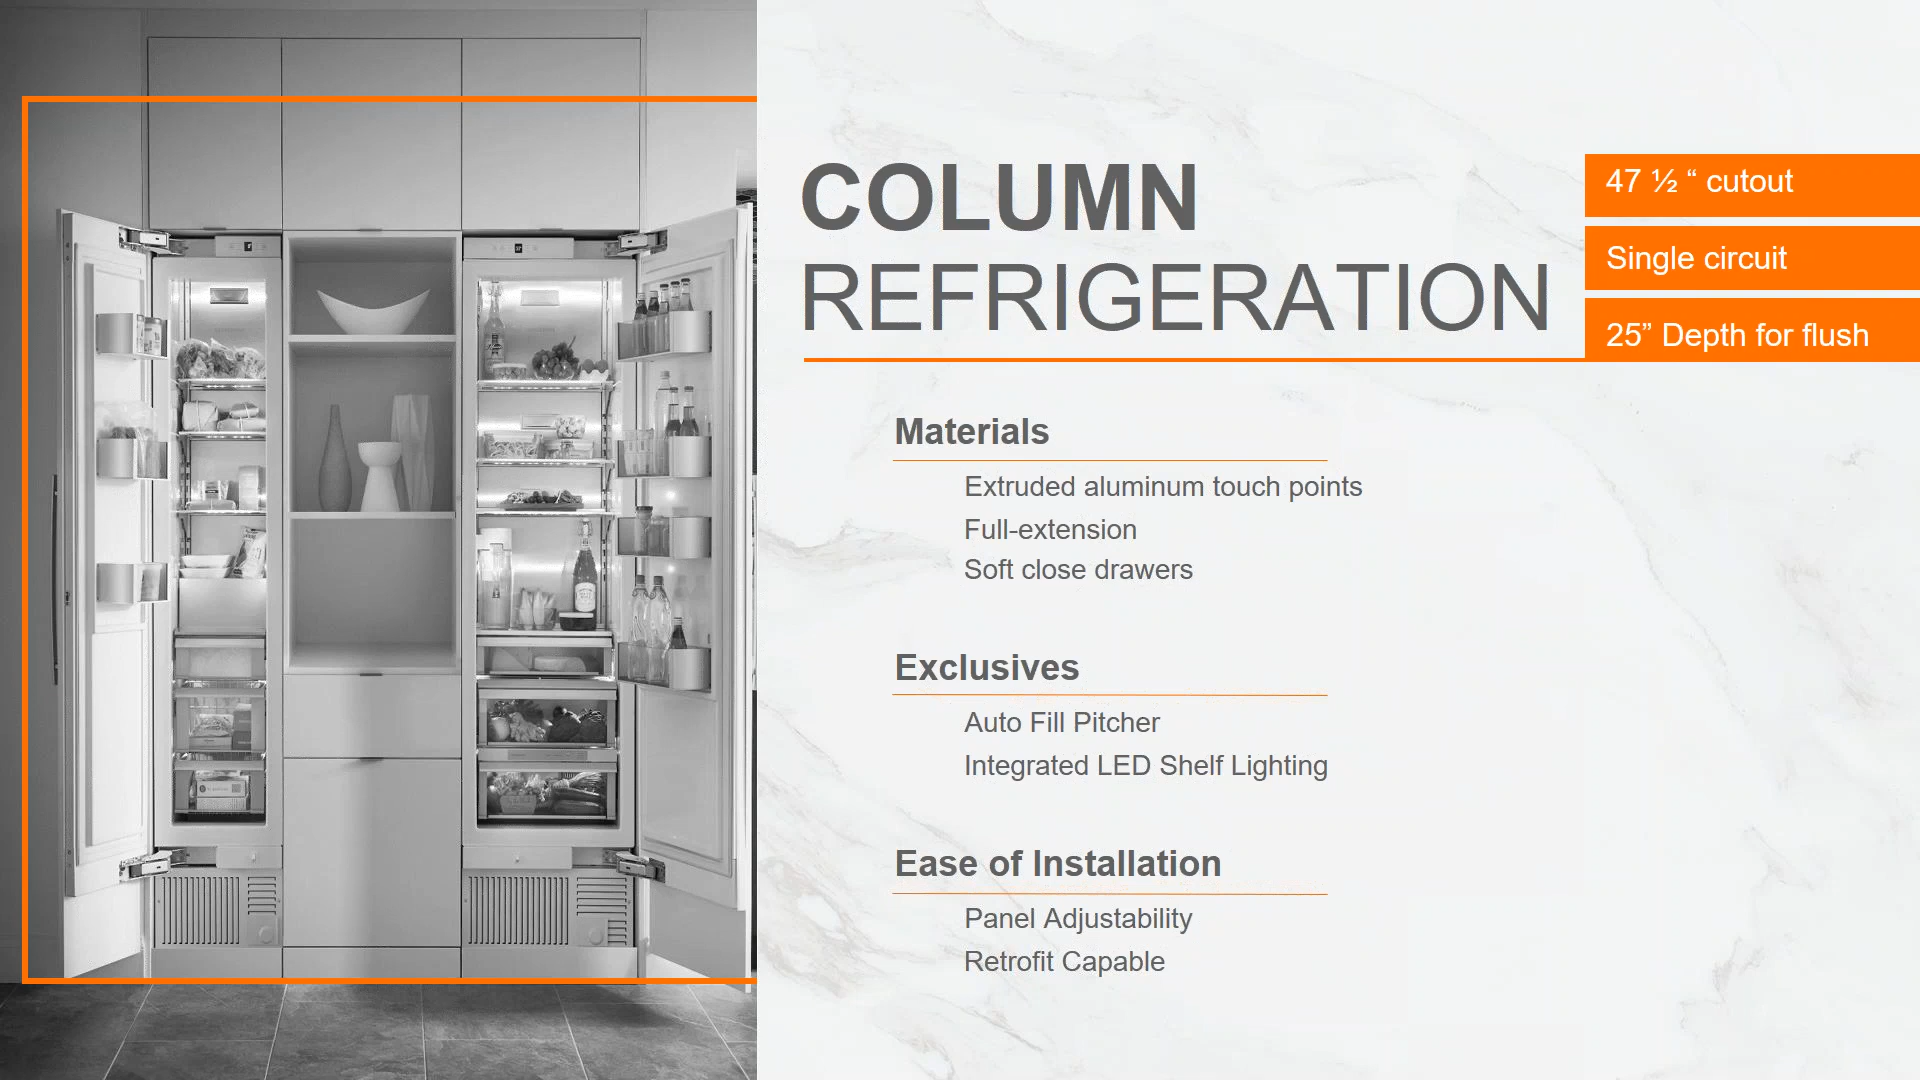 COLUMN
REFRIGERATION
47 ½ “ cutout
Single circuit
25” Depth for flush
Materials
Extruded aluminum touch points
Full-extension
Soft close drawers
Exclusives
Auto Fill Pitcher
Integrated LED Shelf Lighting
Ease of Installation
Panel Adjustability
Retrofit Capable